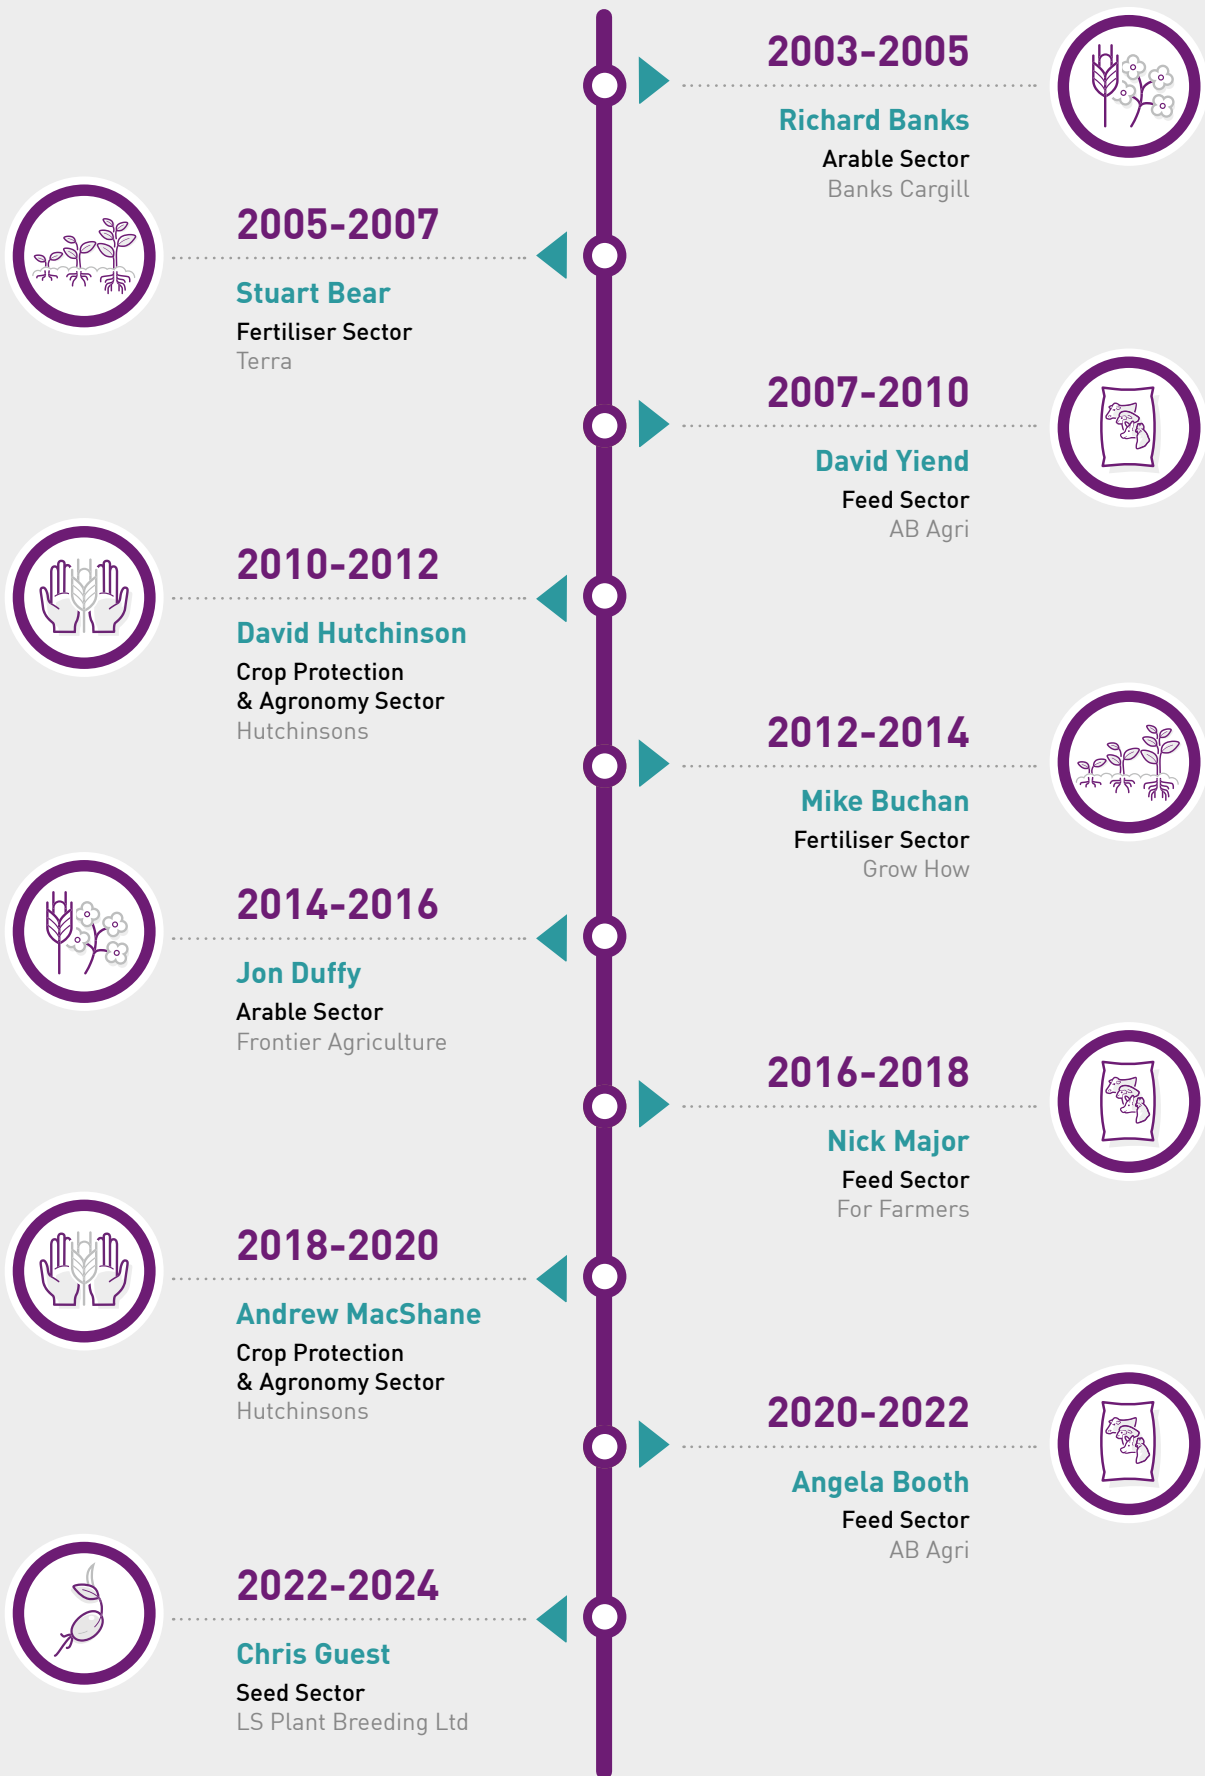 2003-2005
Richard Banks
Arable Sector
Banks Cargill
2005-2007
Stuart Bear
Fertiliser Sector
Terra
2007-2010
David Yiend
Feed Sector
AB Agri
2010-2012
David Hutchinson
Crop Protection
& Agronomy Sector
Hutchinsons
2012-2014
Mike Buchan
Fertiliser Sector
Grow How
2014-2016
Jon Duffy
Arable Sector
Frontier Agriculture
2016-2018
Nick Major
Feed Sector
For Farmers
2018-2020
Andrew MacShane
Crop Protection
& Agronomy Sector
Hutchinsons
2020-2022
Angela Booth
Feed Sector
AB Agri
2022-2024
Chris Guest
Seed Sector
LS Plant Breeding Ltd